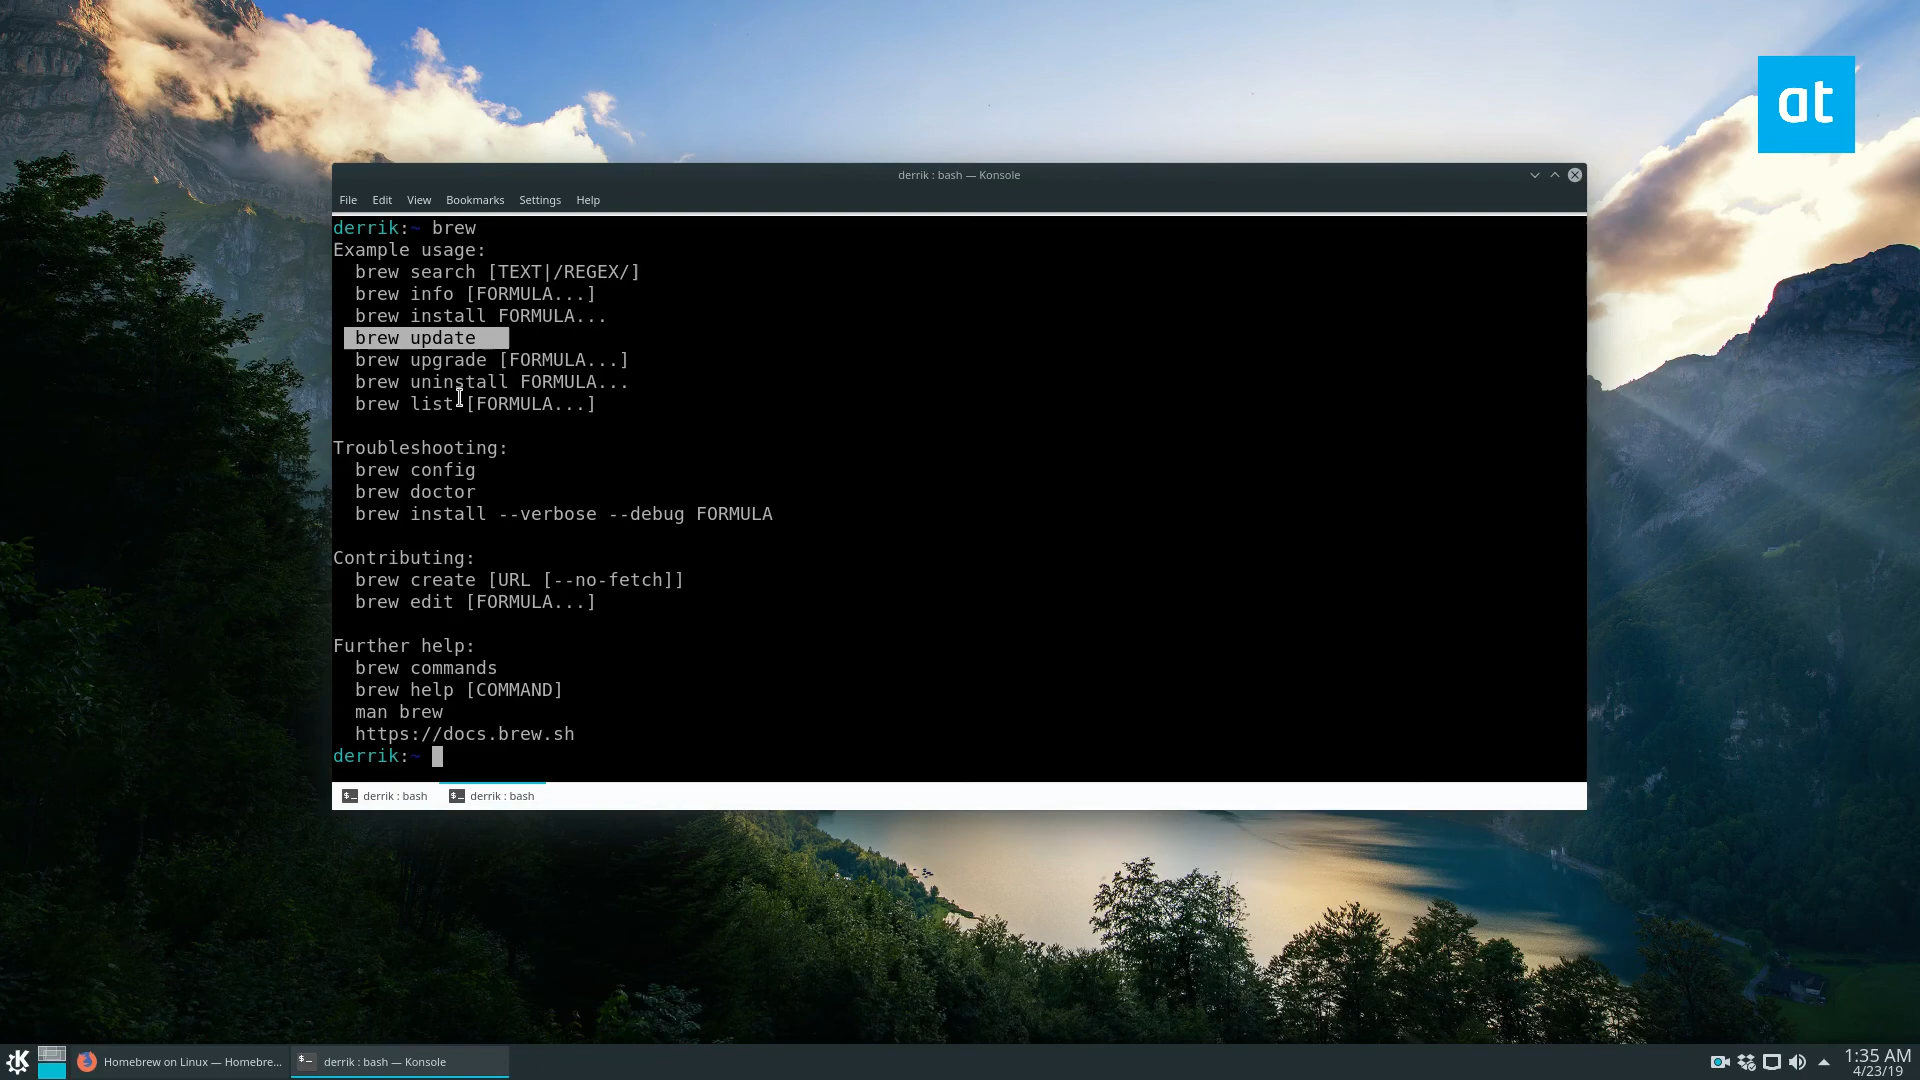 at
derrik : bash — Konsole
File Edit View Bookmarks Settings Help
derrik:~ brew
Example usage:
brew search [TEXT|/REGEX/]
brew info [FORMULA...]
brew install FORMULA...
brew update
brew upgrade [FORMULA...]
brew uninstall FORMULA...
brew list [FORMULA...]
Troubleshooting:
brew config
brew doctor
brew install --verbose --debug FORMULA
Contributing:
brew create [URL [--no-fetch]]
brew edit [FORMULA...]
Further help:
brew commands
brew help [COMMAND]
man brew
https://docs.brew.sh
derrik:~
derrik : bash derrik : bash
Homebrew on Linux — Homebre... derrik : bash — Konsole 1:35 AM
4/23/19